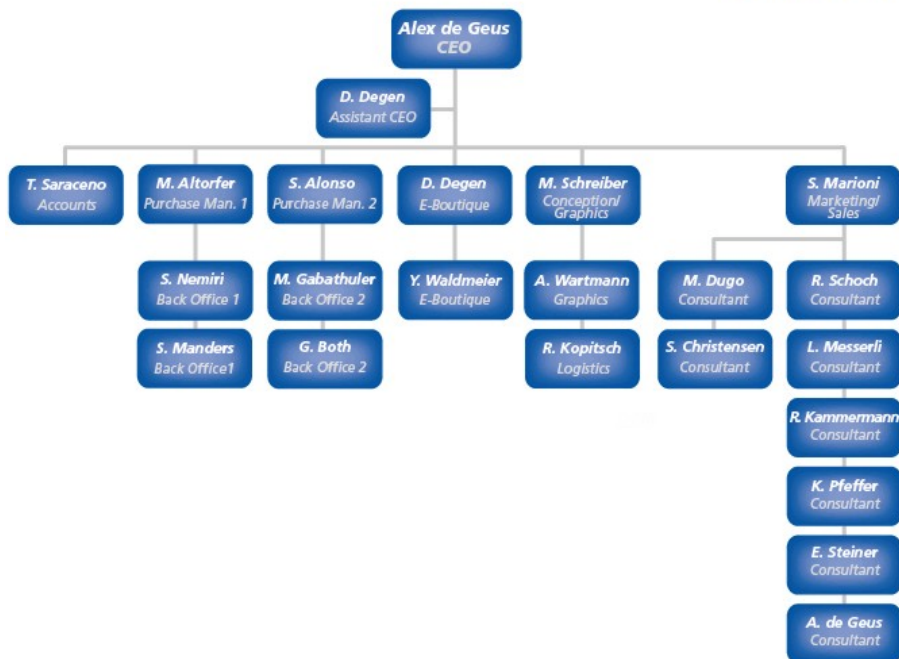 Alex de Geus
CEO
D. Degen
Assistant CEO
T. Saraceno
Accounts
M. Altorfer
Purchase Man. 1
S. Alonso
Purchase Man. 2
D. Degen
E-Boutique
M. Schreiber
Conception/
Graphics
S. Marioni
Marketing/
Sales
S. Nemiri
Back Office 1
M. Gabathuler
Back Office 2
Y. Waldmeier
E-Boutique
A. Wartmann
Graphics
M. Dugo
Consultant
R. Schoch
Consultant
S. Manders
Back Office1
G. Both
Back Office 2
R. Kopitsch
Logistics
S. Christensen
Consultant
L. Messerli
Consultant
R. Kammermann
Consultant
K. Pfeffer
Consultant
E. Steiner
Consultant
A. de Geus
Consultant